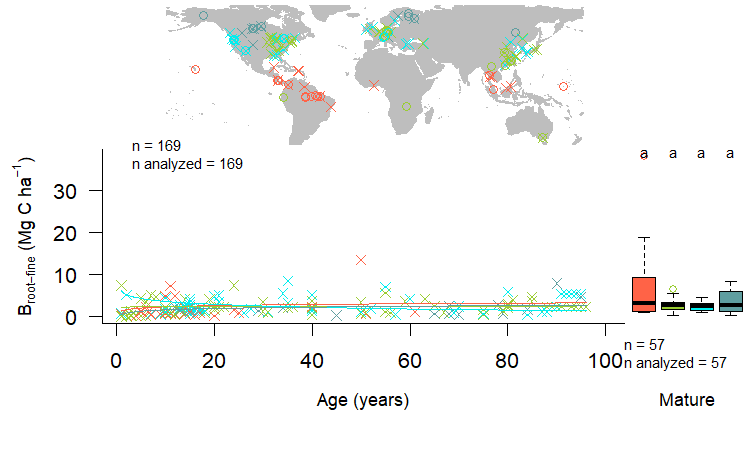 n = 169
n analyzed = 169
a a a a
B root−fine (Mg C ha −1)
30
20
10
0
0 20 40 60 80 100
n = 57
n analyzed = 57
Age (years)
Mature